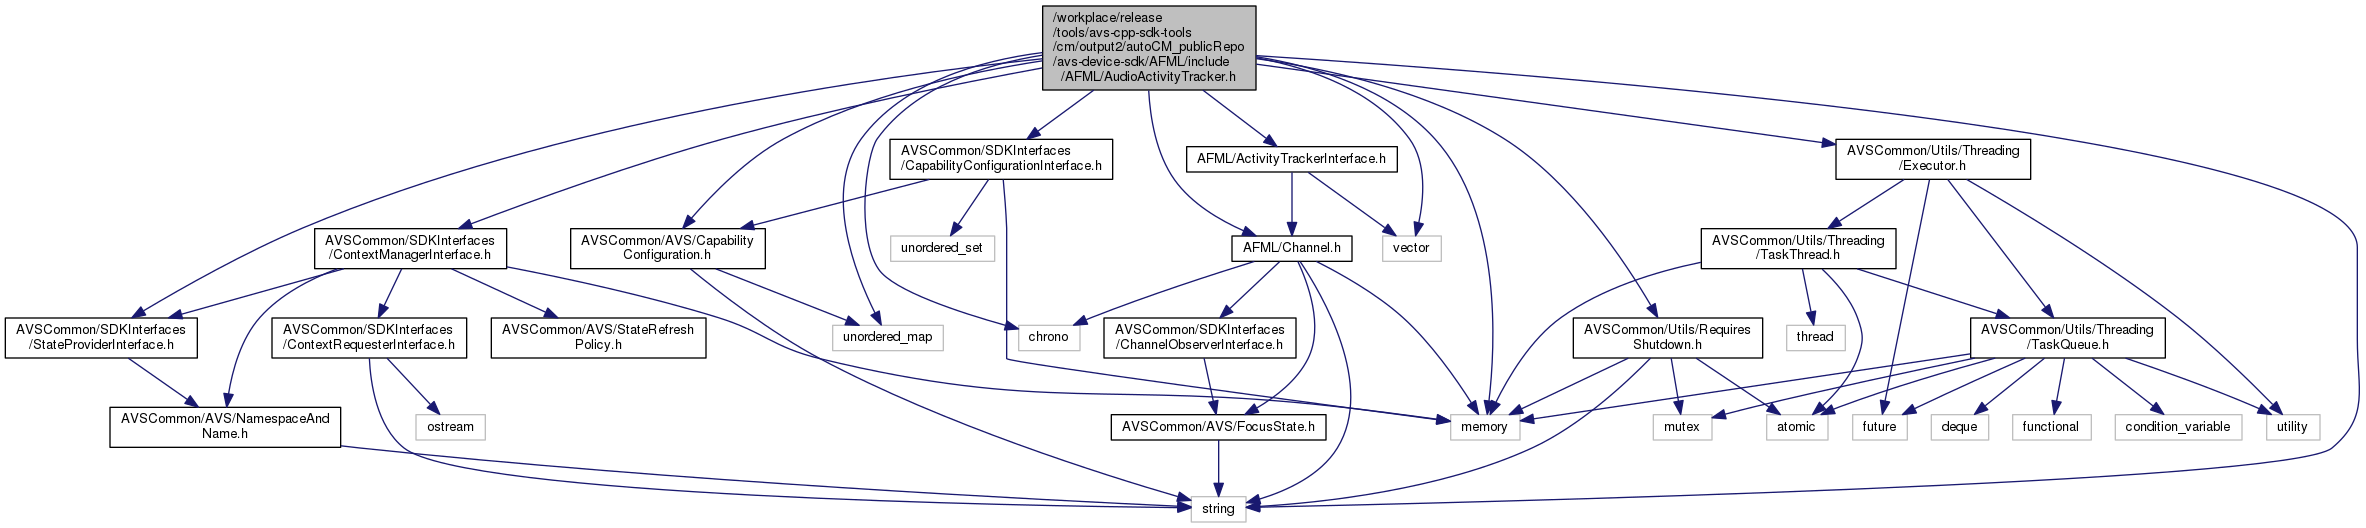 /workplace/release
/tools/avs-cpp-sdk-tools
/cm/output2/autoCM_publicRepo
/avs-device-sdk/AFML/include
/AFML/AudioActivityTracker.h
AVSCommon/SDKInterfaces
/CapabilityConfigurationInterface.h
AFML/ActivityTrackerInterface.h
AVSCommon/Utils/Threading
/Executor.h
AVSCommon/SDKInterfaces
/ContextManagerInterface.h
AVSCommon/AVS/Capability
Configuration.h
unordered_set
AFML/Channel.h
vector
AVSCommon/Utils/Threading
/TaskThread.h
AVSCommon/SDKInterfaces
/StateProviderInterface.h
AVSCommon/SDKInterfaces
/ContextRequesterInterface.h
AVSCommon/AVS/StateRefresh
Policy.h
unordered_map
chrono
AVSCommon/SDKInterfaces
/ChannelObserverInterface.h
AVSCommon/Utils/Requires
Shutdown.h
thread
AVSCommon/Utils/Threading
/TaskQueue.h
AVSCommon/AVS/NamespaceAnd
Name.h
ostream
AVSCommon/AVS/FocusState.h
memory
mutex
atomic
future
deque
functional
condition_variable
utility
string